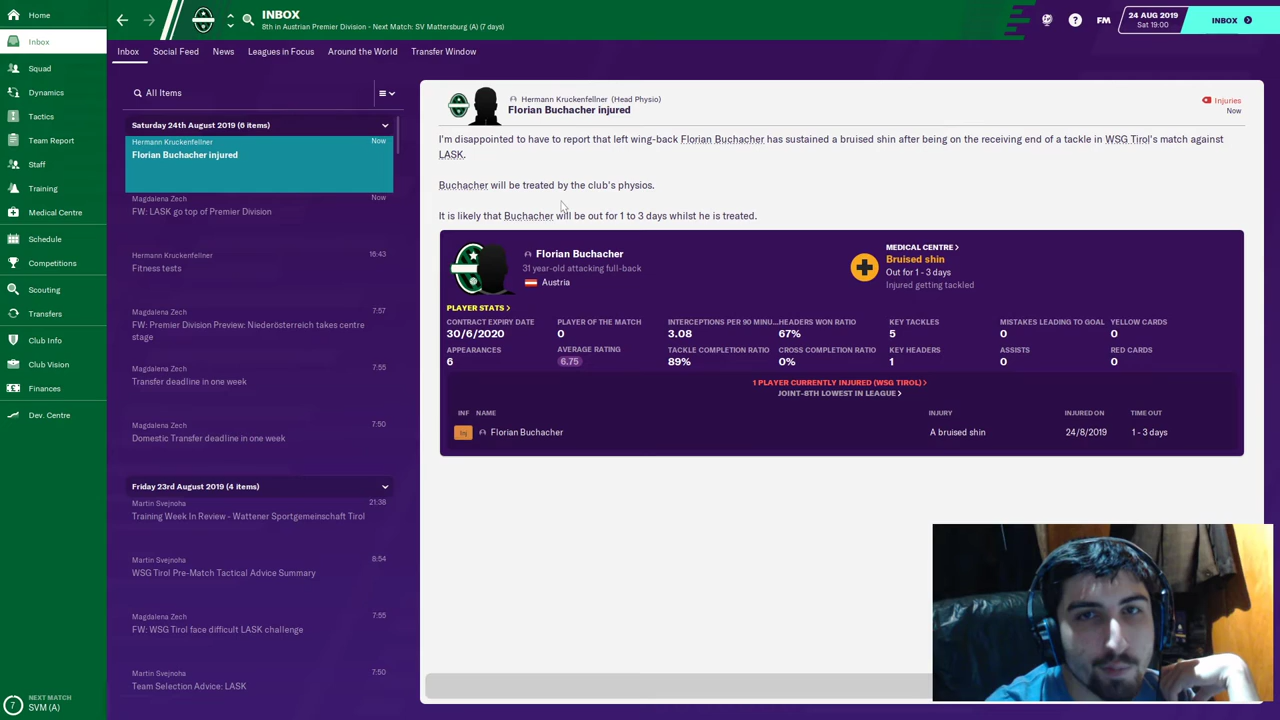 Home
Inbox
Squad
Dynamics
Tactics
Team Report
Staff
Training
Medical Centre
Schedule
Competitions
Scouting
Transfers
Club Info
Club Vision
Finances
Dev. Centre
NEXT MATCH
7 SVM (A)
INBOX
8th in Austrian Premier Division - Next Match: SV Mattersburg (A) (7 days)
?
FM
24 AUG 2019
Sat 19:00
INBOX
Inbox Social Feed News Leagues in Focus Around the World Transfer Window
All Items
Saturday 24th August 2019 (6 items)
Hermann Kruckenfellner Now
Florian Buchacher injured
Magdalena Zech Now
FW: LASK go top of Premier Division
Hermann Kruckenfellner 16:43
Fitness tests
Magdalena Zech 7:57
FW: Premier Division Preview: Niederösterreich takes centre
stage
Magdalena Zech 7:55
Transfer deadline in one week
Magdalena Zech 7:50
Domestic Transfer deadline in one week
Friday 23rd August 2019 (4 items)
Martin Svejnoha 21:38
Training Week In Review - Wattener Sportgemeinschaft Tirol
Martin Svejnoha 8:54
WSG Tirol Pre-Match Tactical Advice Summary
Magdalena Zech 7:55
FW: WSG Tirol face difficult LASK challenge
Martin Svejnoha 7:50
Team Selection Advice: LASK
Hermann Kruckenfellner (Head Physio)
Florian Buchacher injured
Injuries
Now
I'm disappointed to have to report that left wing-back Florian Buchacher has sustained a bruised shin after being on the receiving end of a tackle in WSG Tirol's match against
LASK.
Buchacher will be treated by the club's physios.
It is likely that Buchacher will be out for 1 to 3 days whilst he is treated.
Florian Buchacher
31 year-old attacking full-back
Austria
MEDICAL CENTRE >
Bruised shin
Out for 1 - 3 days
Injured getting tackled
PLAYER STATS >
CONTRACT EXPIRY DATE PLAYER OF THE MATCH INTERCEPTIONS PER 90 MINU... HEADERS WON RATIO KEY TACKLES MISTAKES LEADING TO GOAL YELLOW CARDS
30/6/2020 0 3.08 67% 5 0 0
APPEARANCES AVERAGE RATING TACKLE COMPLETION RATIO CROSS COMPLETION RATIO KEY HEADERS ASSISTS RED CARDS
6 6.75 89% 0% 1 0 0
1 PLAYER CURRENTLY INJURED (WSG TIROL) >
JOINT-8TH LOWEST IN LEAGUE >
INF NAME INJURY INJURED ON TIME OUT
Inj Florian Buchacher A bruised shin 24/8/2019 1 - 3 days